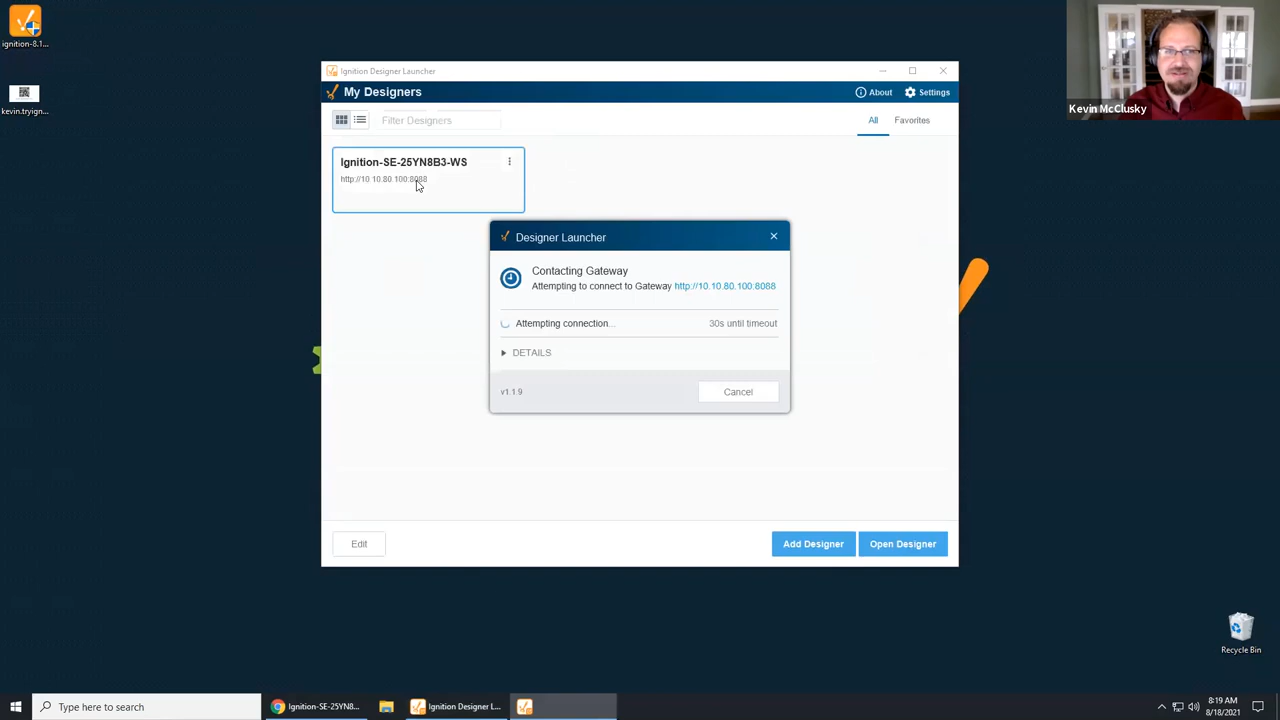 ignition-8.1...
kevin.tryign...
Ignition Designer Launcher
My Designers
About
Settings
Filter Designers
All
Favorites
Ignition-SE-25YN8B3-WS
http://10 10.80.100:8088
Designer Launcher
Contacting Gateway
Attempting to connect to Gateway http://10.10.80.100:8088
Attempting connection...
30s until timeout
DETAILS
v1.1.9
Cancel
Edit
Add Designer
Open Designer
Kevin McClusky
Recycle Bin
Type here to search
Ignition-SE-25YN8...
Ignition Designer L...
8:19 AM
8/18/2021